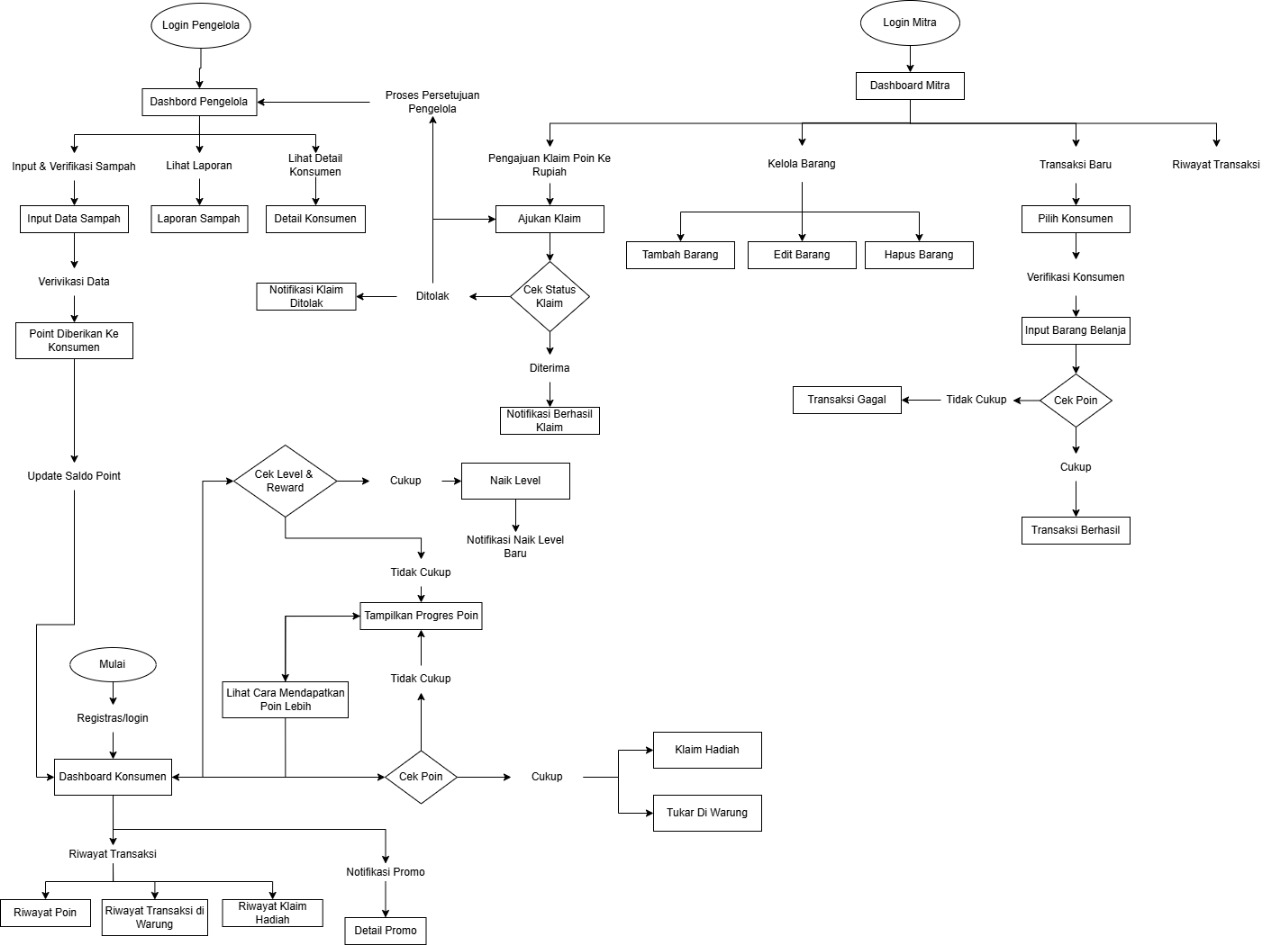 Login Pengelola
Login Mitra
Dashbord Pengelola
Proses Persetujuan
Pengelola
Dashboard Mitra
Input & Verifikasi Sampah
Lihat Laporan
Lihat Detail
Konsumen
Pengajuan Klaim Poin Ke
Rupiah
Kelola Barang
Transaksi Baru
Riwayat Transaksi
Input Data Sampah
Laporan Sampah
Detail Konsumen
Ajukan Klaim
Pilih Konsumen
Tambah Barang
Edit Barang
Hapus Barang
Verivikasi Data
Notifikasi Klaim
Ditolak
Ditolak
Cek Status
Klaim
Verifikasi Konsumen
Point Diberikan Ke
Konsumen
Input Barang Belanja
Diterima
Transaksi Gagal
Tidak Cukup
Cek Poin
Notifikasi Berhasil
Klaim
Update Saldo Point
Cek Level &
Reward
Cukup
Naik Level
Cukup
Notifikasi Naik Level
Baru
Transaksi Berhasil
Tidak Cukup
Tampilkan Progres Poin
Mulai
Tidak Cukup
Lihat Cara Mendapatkan
Poin Lebih
Registras/login
Klaim Hadiah
Dashboard Konsumen
Cek Poin
Cukup
Tukar Di Warung
Riwayat Transaksi
Notifikasi Promo
Riwayat Poin
Riwayat Transaksi di
Warung
Riwayat Klaim
Hadiah
Detail Promo